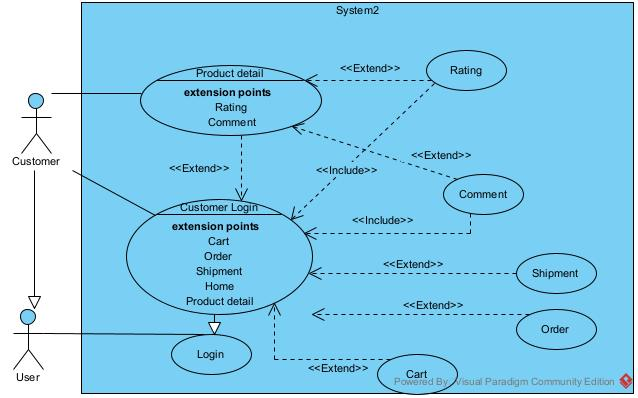 System2
Product detail
extension points
Rating
Comment
<<Extend>>
Rating
Customer
<<Extend>>
<<Include>>
<<Extend>>
Comment
Customer Login
extension points
Cart
Order
Shipment
Home
Product detail
<<Include>>
<<Extend>>
Shipment
<<Extend>>
Order
User
Login
<<Extend>>
Cart
Powered By: Visual Paradigm Community Edition